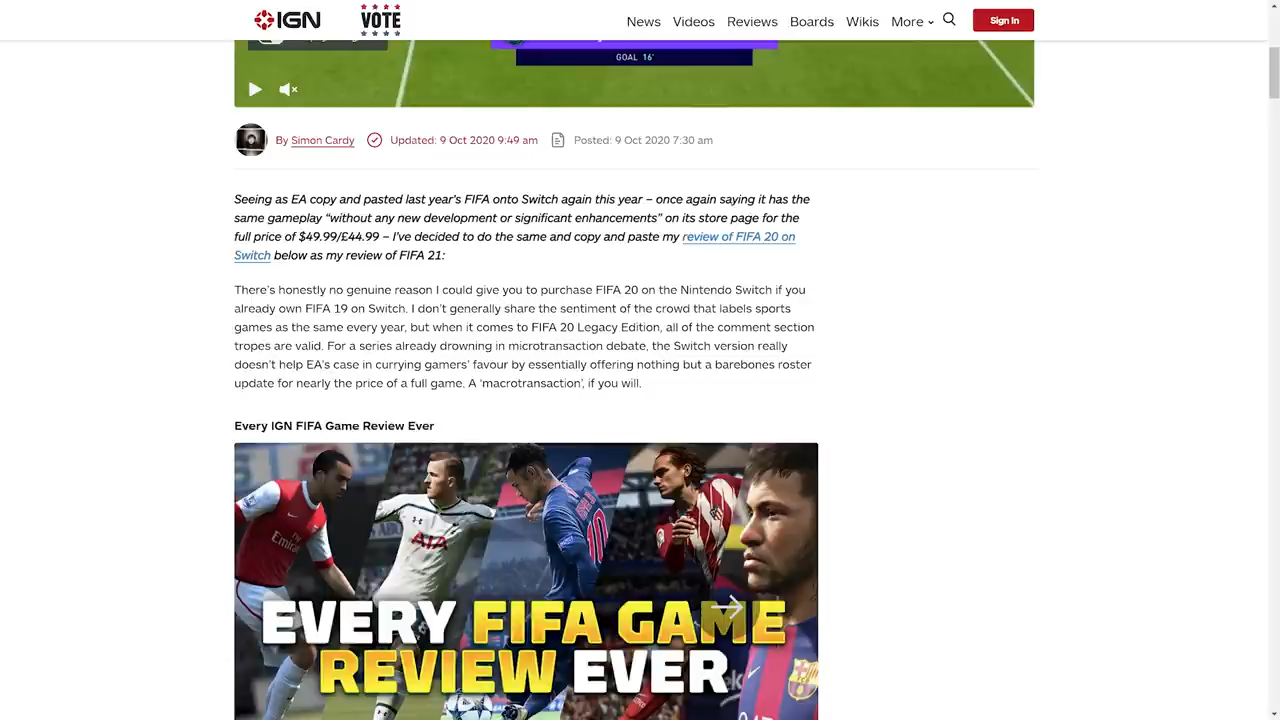 IGN VOTE News Videos Reviews Boards Wikis More Sign In
GOAL 16'
By Simon Cardy Updated: 9 Oct 2020 9:49 am Posted: 9 Oct 2020 7:30 am
Seeing as EA copy and pasted last year's FIFA onto Switch again this year – once again saying it has the
same gameplay “without any new development or significant enhancements” on its store page for the
full price of $49.99/£44.99 – I've decided to do the same and copy and paste my review of FIFA 20 on
Switch below as my review of FIFA 21:
There's honestly no genuine reason I could give you to purchase FIFA 20 on the Nintendo Switch if you
already own FIFA 19 on Switch. I don't generally share the sentiment of the crowd that labels sports
games as the same every year, but when it comes to FIFA 20 Legacy Edition, all of the comment section
tropes are valid. For a series already drowning in microtransaction debate, the Switch version really
doesn't help EA's case in currying gamers' favour by essentially offering nothing but a barebones roster
update for nearly the price of a full game. A ‘macrotransaction’, if you will.
Every IGN FIFA Game Review Ever
AIA
10
EVERY FIFA GAME
REVIEW EVER